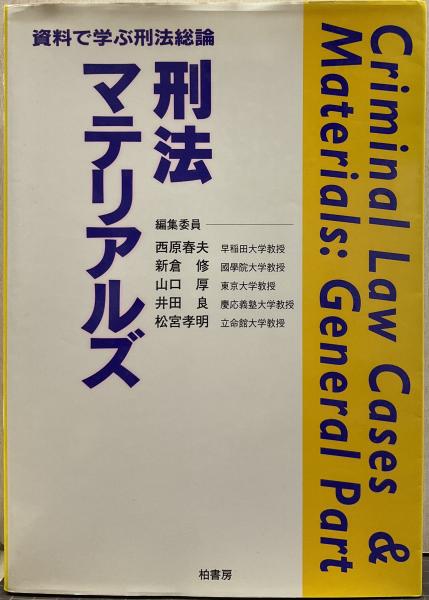 資料で学ぶ刑法総論
刑法
マテリアルズ
編集委員
西原春夫 早稲田大学教授
新倉 修 國學院大学教授
山口 厚 東京大学教授
井田 良 慶応義塾大学教授
松宮孝明 立命館大学教授
Criminal Law Cases &
Materials: General Part
柏書房